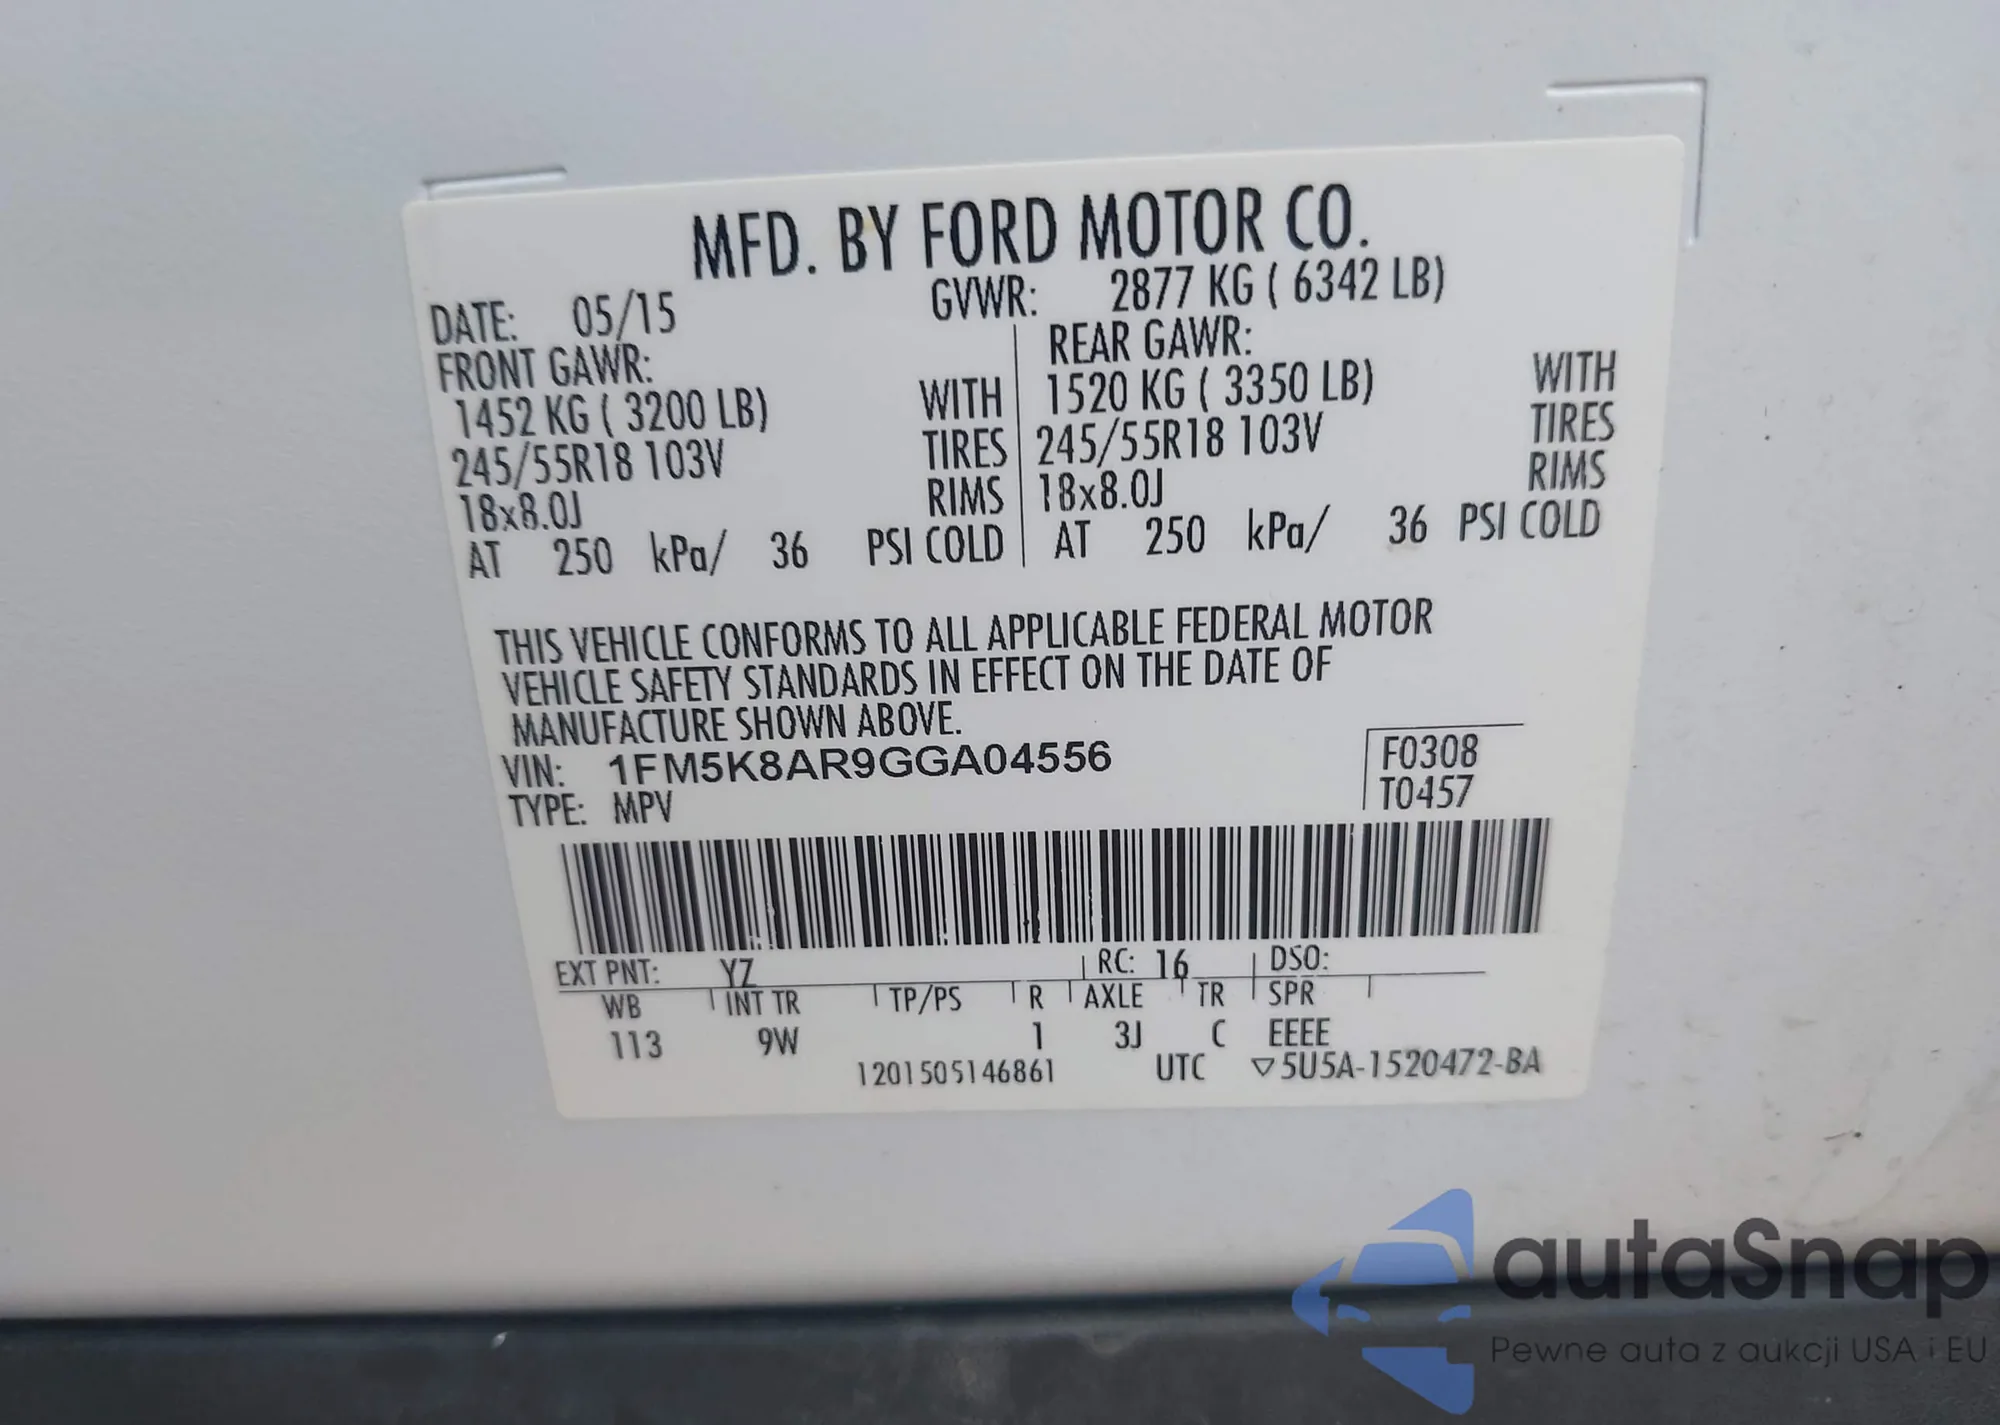 MFD. BY FORD MOTOR CO.
DATE: 05/15 GVWR: 2877 KG ( 6342 LB)
FRONT GAWR: REAR GAWR:
1452 KG ( 3200 LB) WITH 1520 KG ( 3350 LB) WITH
245/55R18 103V TIRES 245/55R18 103V TIRES
18x8.0J RIMS 18x8.0J RIMS
AT 250 kPa/ 36 PSI COLD AT 250 kPa/ 36 PSI COLD
THIS VEHICLE CONFORMS TO ALL APPLICABLE FEDERAL MOTOR
VEHICLE SAFETY STANDARDS IN EFFECT ON THE DATE OF
MANUFACTURE SHOWN ABOVE.
VIN: 1FM5K8AR9GGA04556 F0308
TYPE: MPV T0457
EXT PNT: YZ RC: 16 DSO:
WB INT TR TP/PS R AXLE TR SPR
113 9W 1 3J C EEEE
1201505146861 UTC ▽5U5A-1520472-BA
autaSnap
Pewne auta z aukcji USA i EU